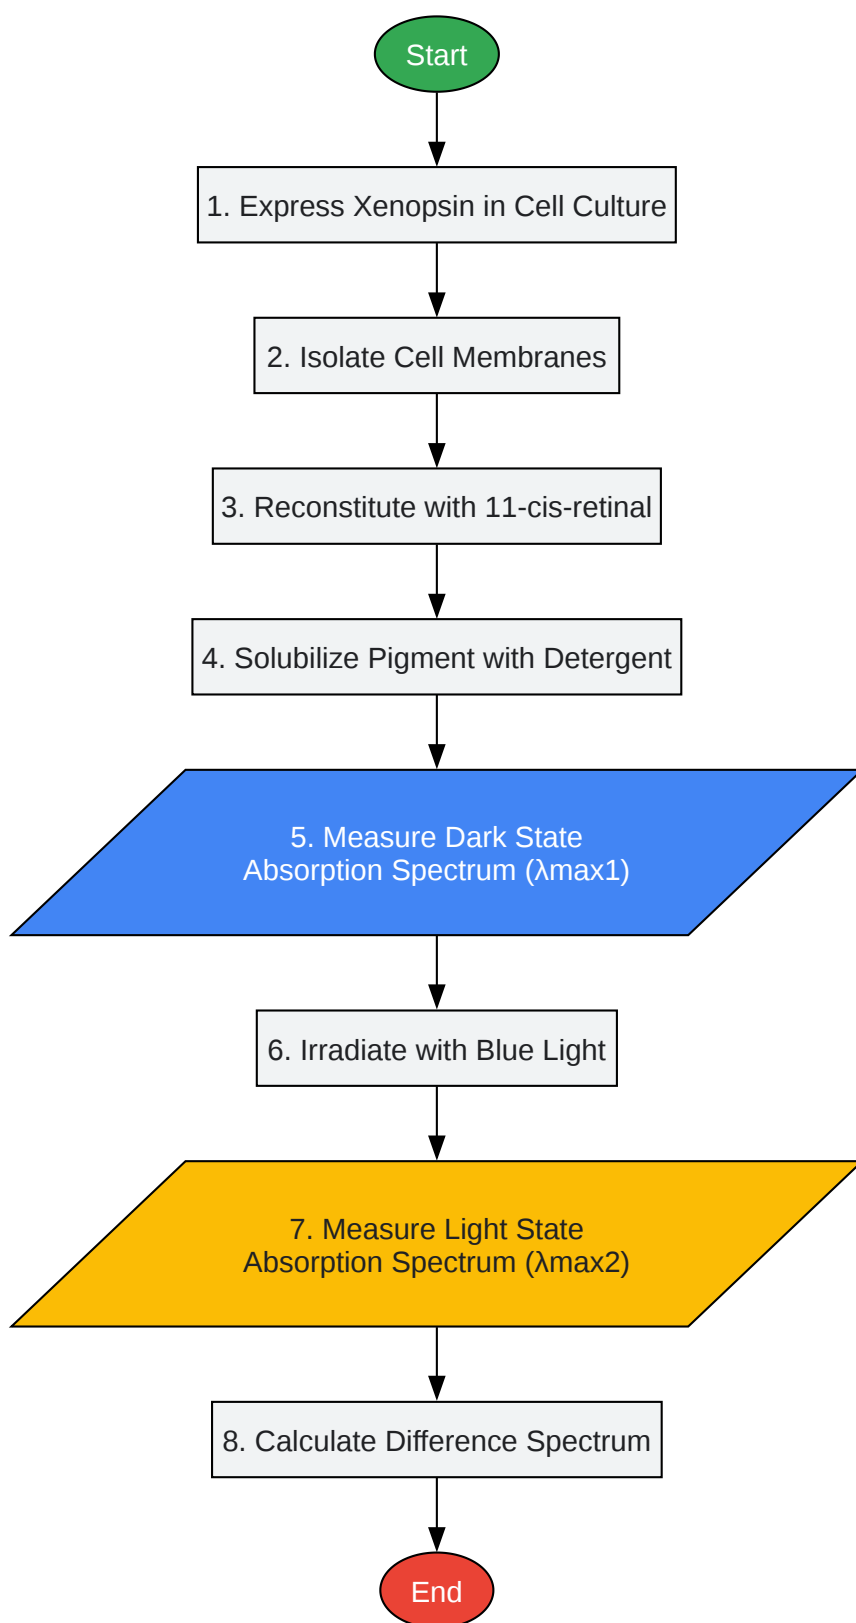 Start
1. Express Xenopsin in Cell Culture
2. Isolate Cell Membranes
3. Reconstitute with 11-cis-retinal
4. Solubilize Pigment with Detergent
5. Measure Dark State
Absorption Spectrum (λmax1)
6. Irradiate with Blue Light
7. Measure Light State
Absorption Spectrum (λmax2)
8. Calculate Difference Spectrum
End